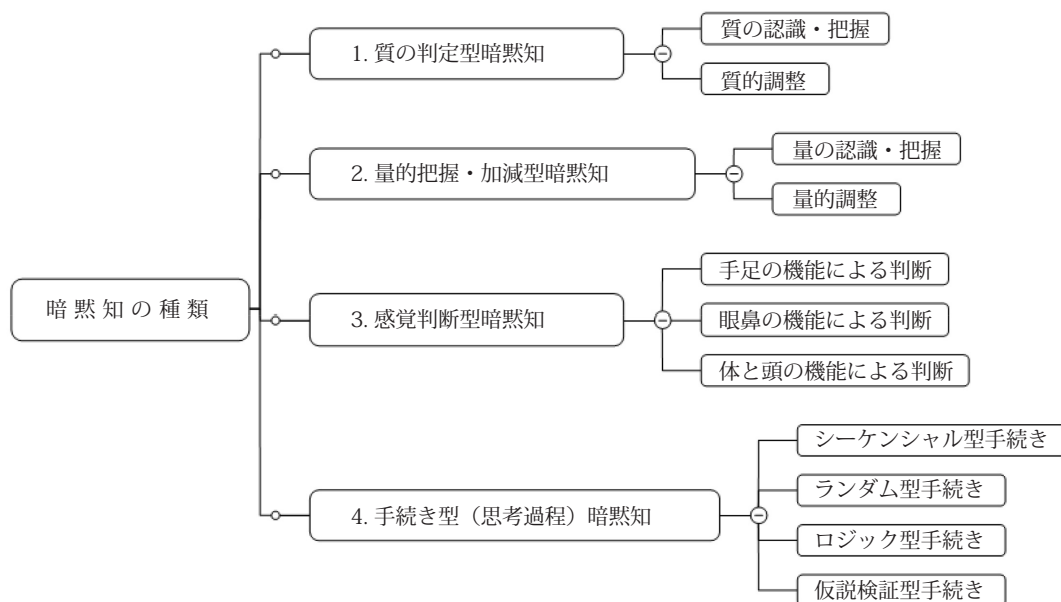 暗黙知の種類
1. 質の判定型暗黙知
質の認識・把握
質的調整
2. 量的把握・加減型暗黙知
量の認識・把握
量的調整
3. 感覚判断型暗黙知
手足の機能による判断
眼鼻の機能による判断
体と頭の機能による判断
4. 手続き型（思考過程）暗黙知
シーケンシャル型手続き
ランダム型手続き
ロジック型手続き
仮説検証型手続き